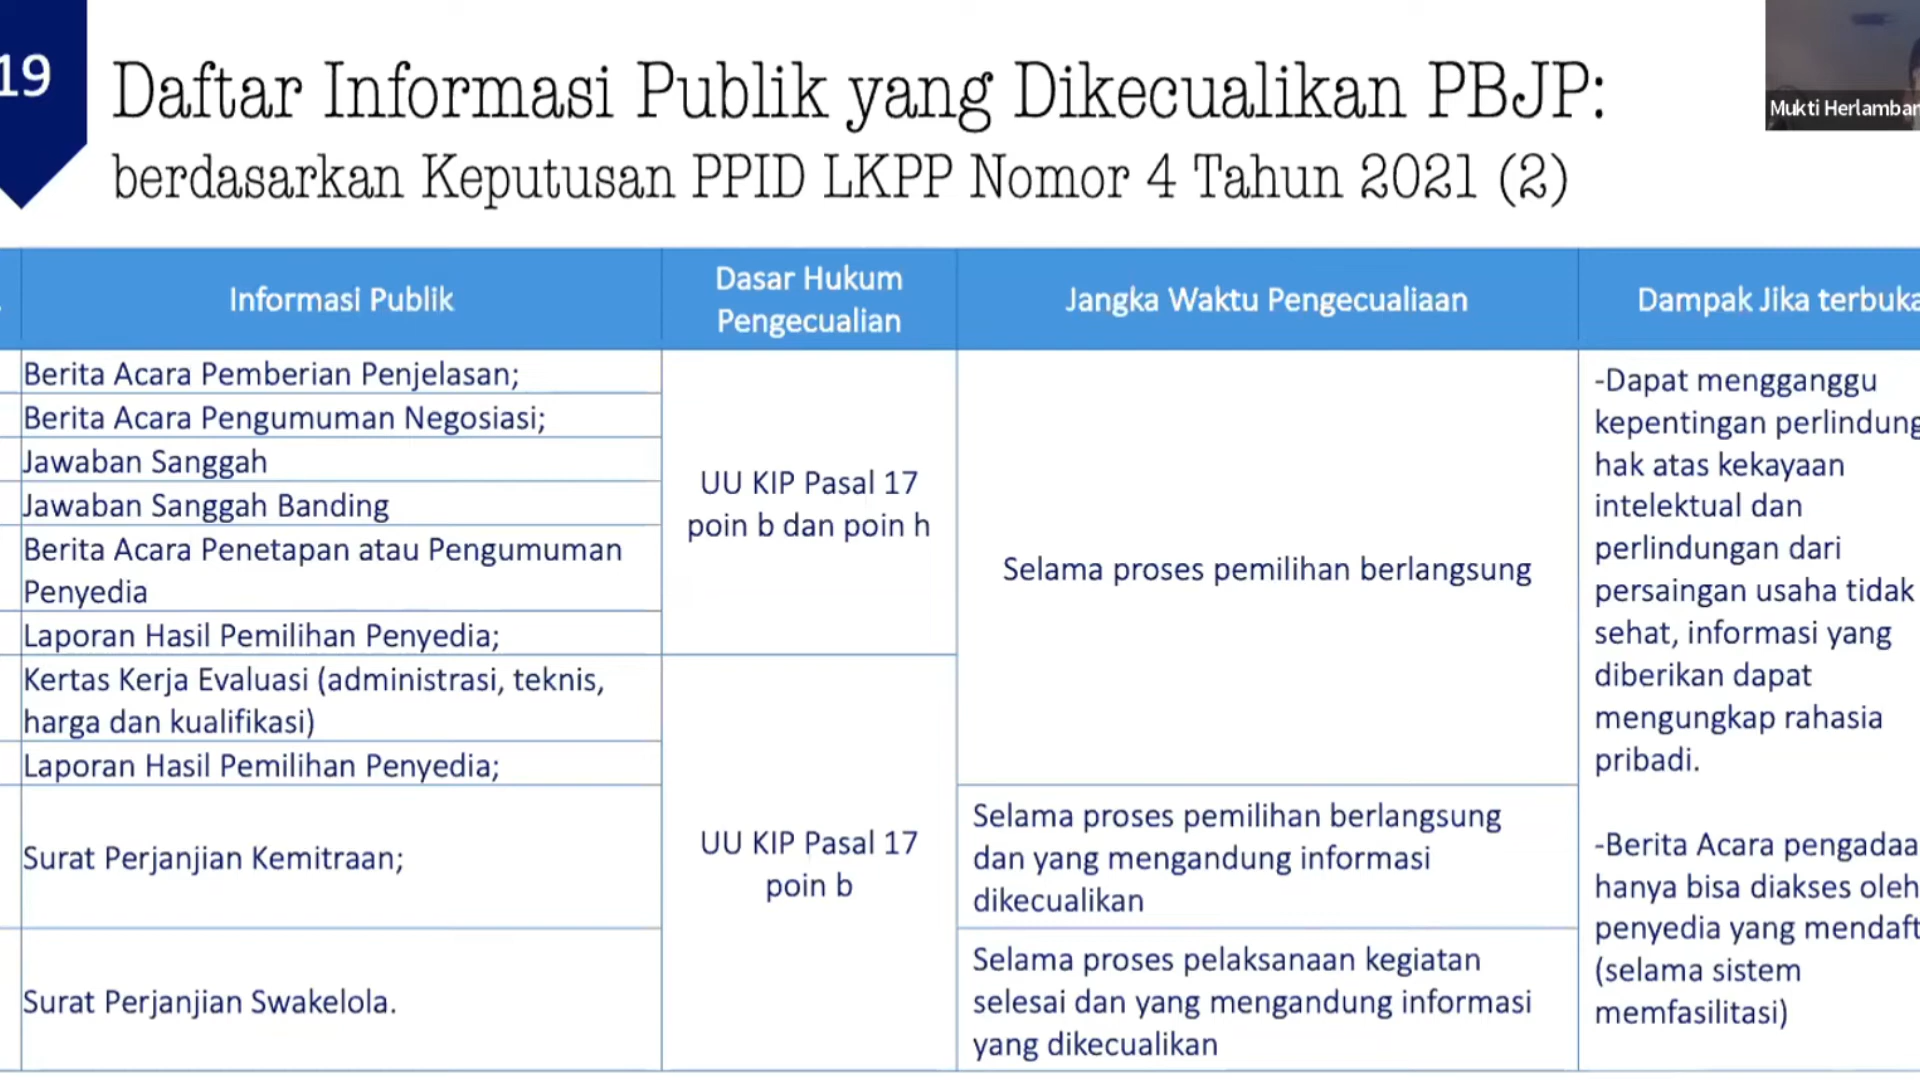 19
Daftar Informasi Publik yang Dikecualikan PBJP:
berdasarkan Keputusan PPID LKPP Nomor 4 Tahun 2021 (2)
Mukti Herlamban
Informasi Publik
Dasar Hukum
Pengecualian
Jangka Waktu Pengecualiaan
Dampak Jika terbuka
Berita Acara Pemberian Penjelasan;
Berita Acara Pengumuman Negosiasi;
Jawaban Sanggah
Jawaban Sanggah Banding
Berita Acara Penetapan atau Pengumuman
Penyedia
Laporan Hasil Pemilihan Penyedia;
Kertas Kerja Evaluasi (administrasi, teknis,
harga dan kualifikasi)
Laporan Hasil Pemilihan Penyedia;
Surat Perjanjian Kemitraan;
Surat Perjanjian Swakelola.
UU KIP Pasal 17
poin b dan poin h
UU KIP Pasal 17
poin b
Selama proses pemilihan berlangsung
Selama proses pemilihan berlangsung
dan yang mengandung informasi
dikecualikan
Selama proses pelaksanaan kegiatan
selesai dan yang mengandung informasi
yang dikecualikan
-Dapat mengganggu
kepentingan perlindung
hak atas kekayaan
intelektual dan
perlindungan dari
persaingan usaha tidak
sehat, informasi yang
diberikan dapat
mengungkap rahasia
pribadi.
-Berita Acara pengadaa
hanya bisa diakses oleh
penyedia yang mendaft
(selama sistem
memfasilitasi)